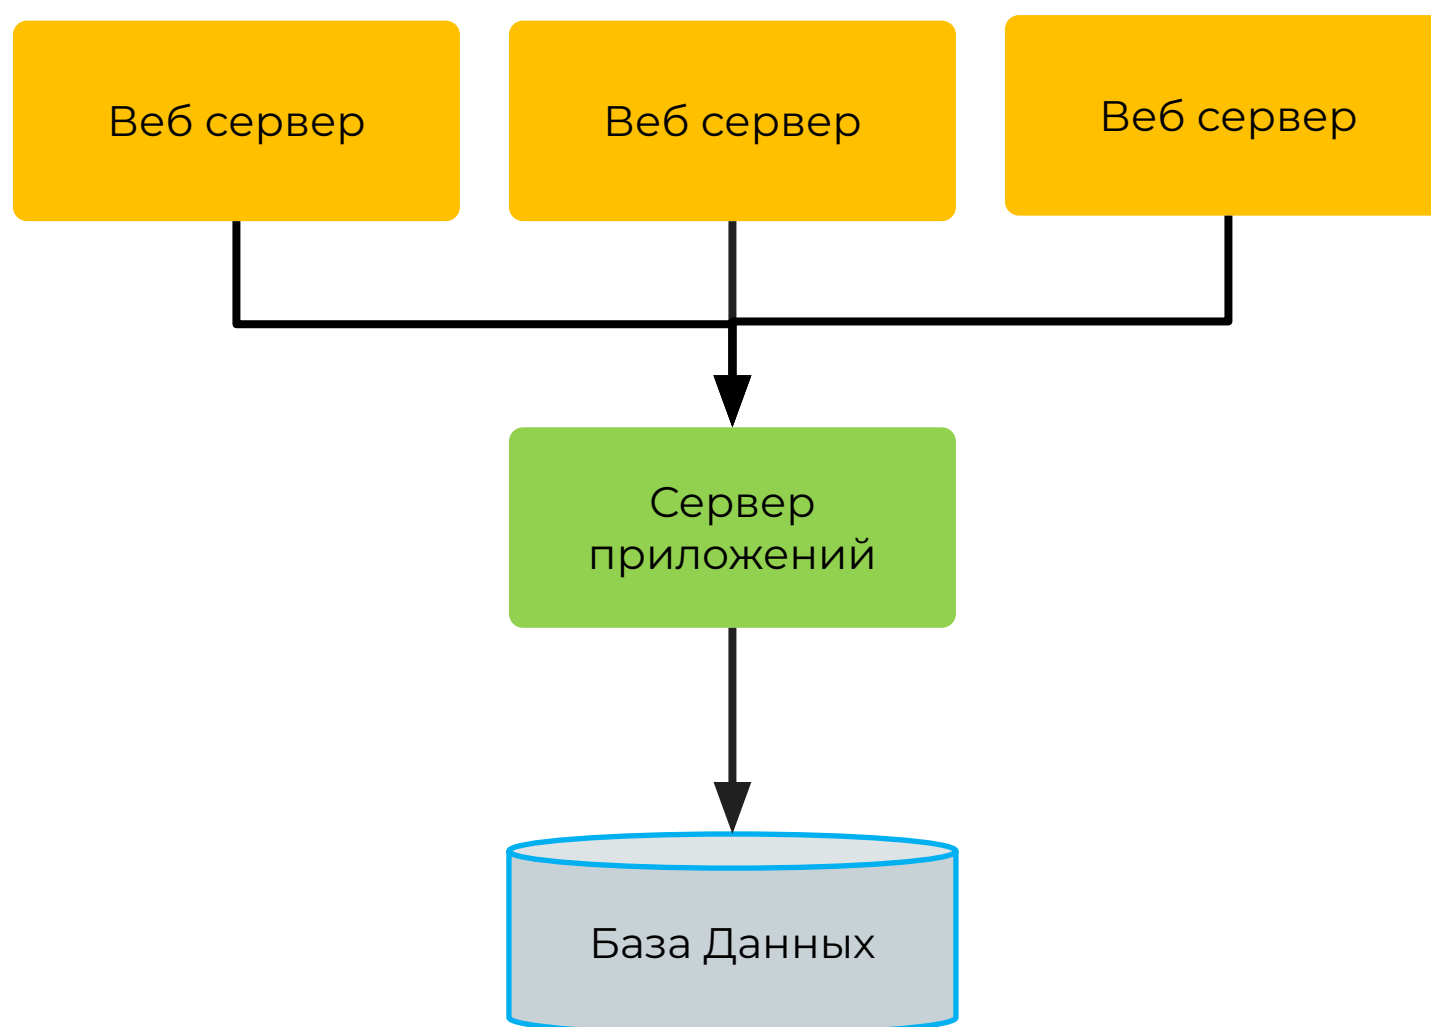 Веб сервер
Веб сервер
Веб сервер
Сервер
приложений
База Данных